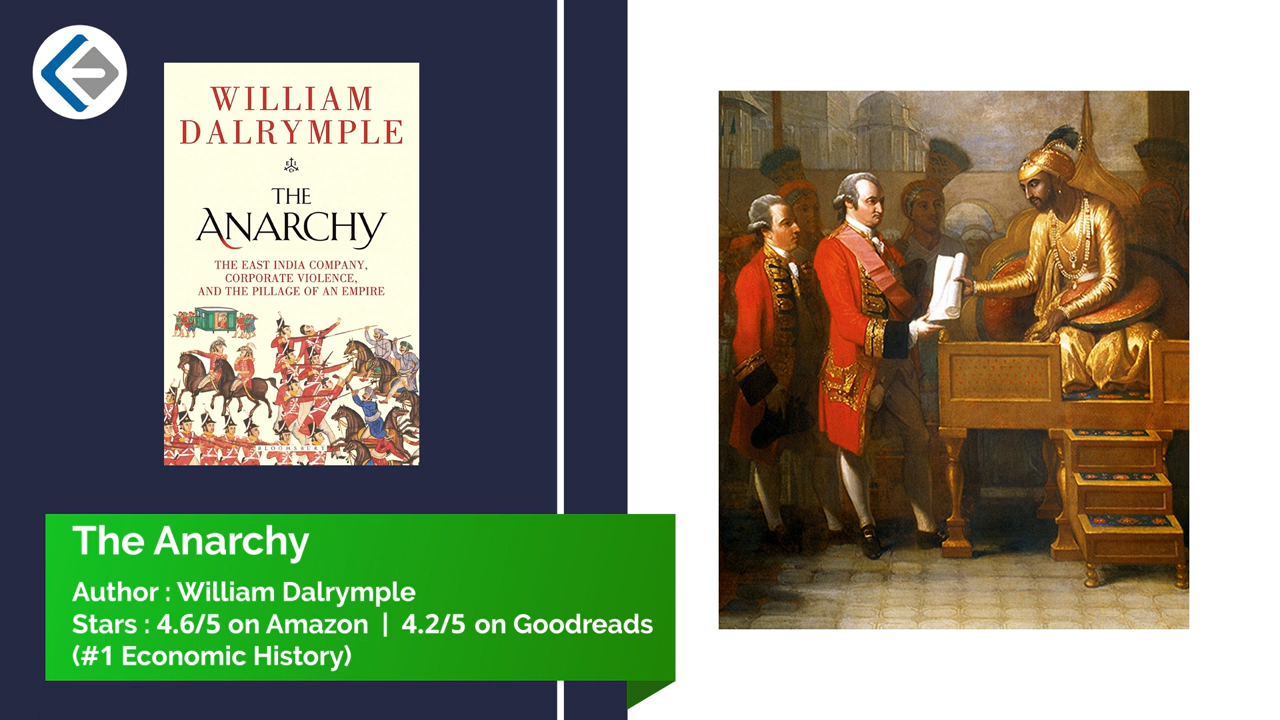 WILLIAM
DALRYMPLE
THE
ANARCHY
THE EAST INDIA COMPANY,
CORPORATE VIOLENCE,
AND THE PILLAGE OF AN EMPIRE
BLOOMSBURY
The Anarchy
Author : William Dalrymple
Stars : 4.6/5 on Amazon | 4.2/5 on Goodreads
(#1 Economic History)